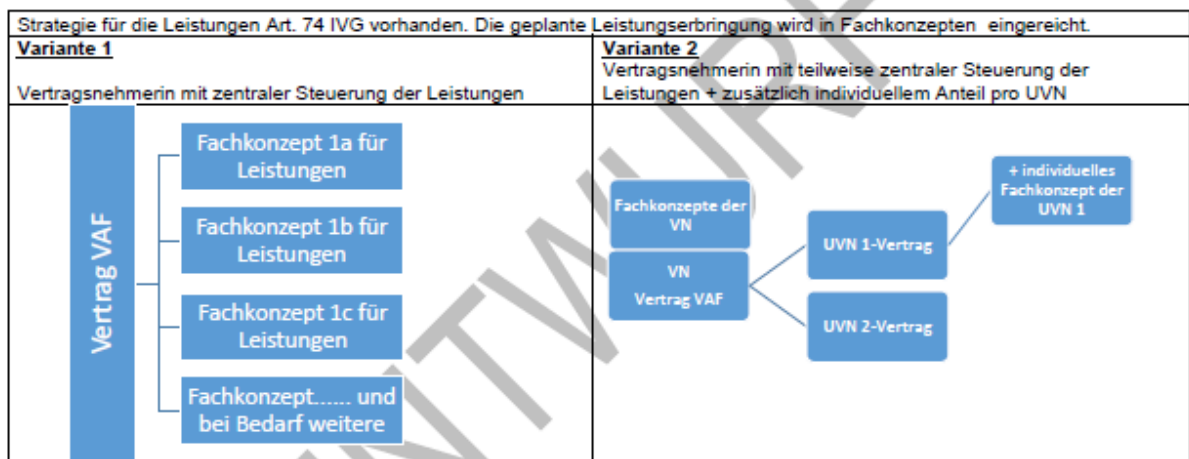 Strategie für die Leistungen Art. 74 IVG vorhanden. Die geplante Leistungserbringung wird in Fachkonzepten eingereicht.
Variante 1
Vertragsnehmerin mit zentraler Steuerung der Leistungen
Vertrag VAF
Fachkonzept 1a für
Leistungen
Fachkonzept 1b für
Leistungen
Fachkonzept 1c für
Leistungen
Fachkonzept...... und
bei Bedarf weitere
Variante 2
Vertragsnehmerin mit teilweise zentraler Steuerung der
Leistungen + zusätzlich individuellem Anteil pro UVN
Fachkonzepte der
VN
VN
Vertrag VAF
UVN 1-Vertrag
UVN 2-Vertrag
+ individuelles
Fachkonzept der
UVN 1
ENTWURF